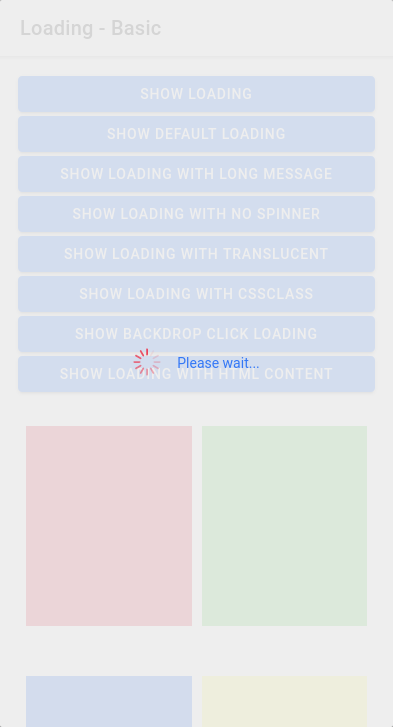 Loading - Basic
SHOW LOADING
SHOW DEFAULT LOADING
SHOW LOADING WITH LONG MESSAGE
SHOW LOADING WITH NO SPINNER
SHOW LOADING WITH TRANSLUCENT
SHOW LOADING WITH CSSCLASS
SHOW BACKDROP CLICK LOADING
Please wait...
SHOW LOADING WITH HTML CONTENT